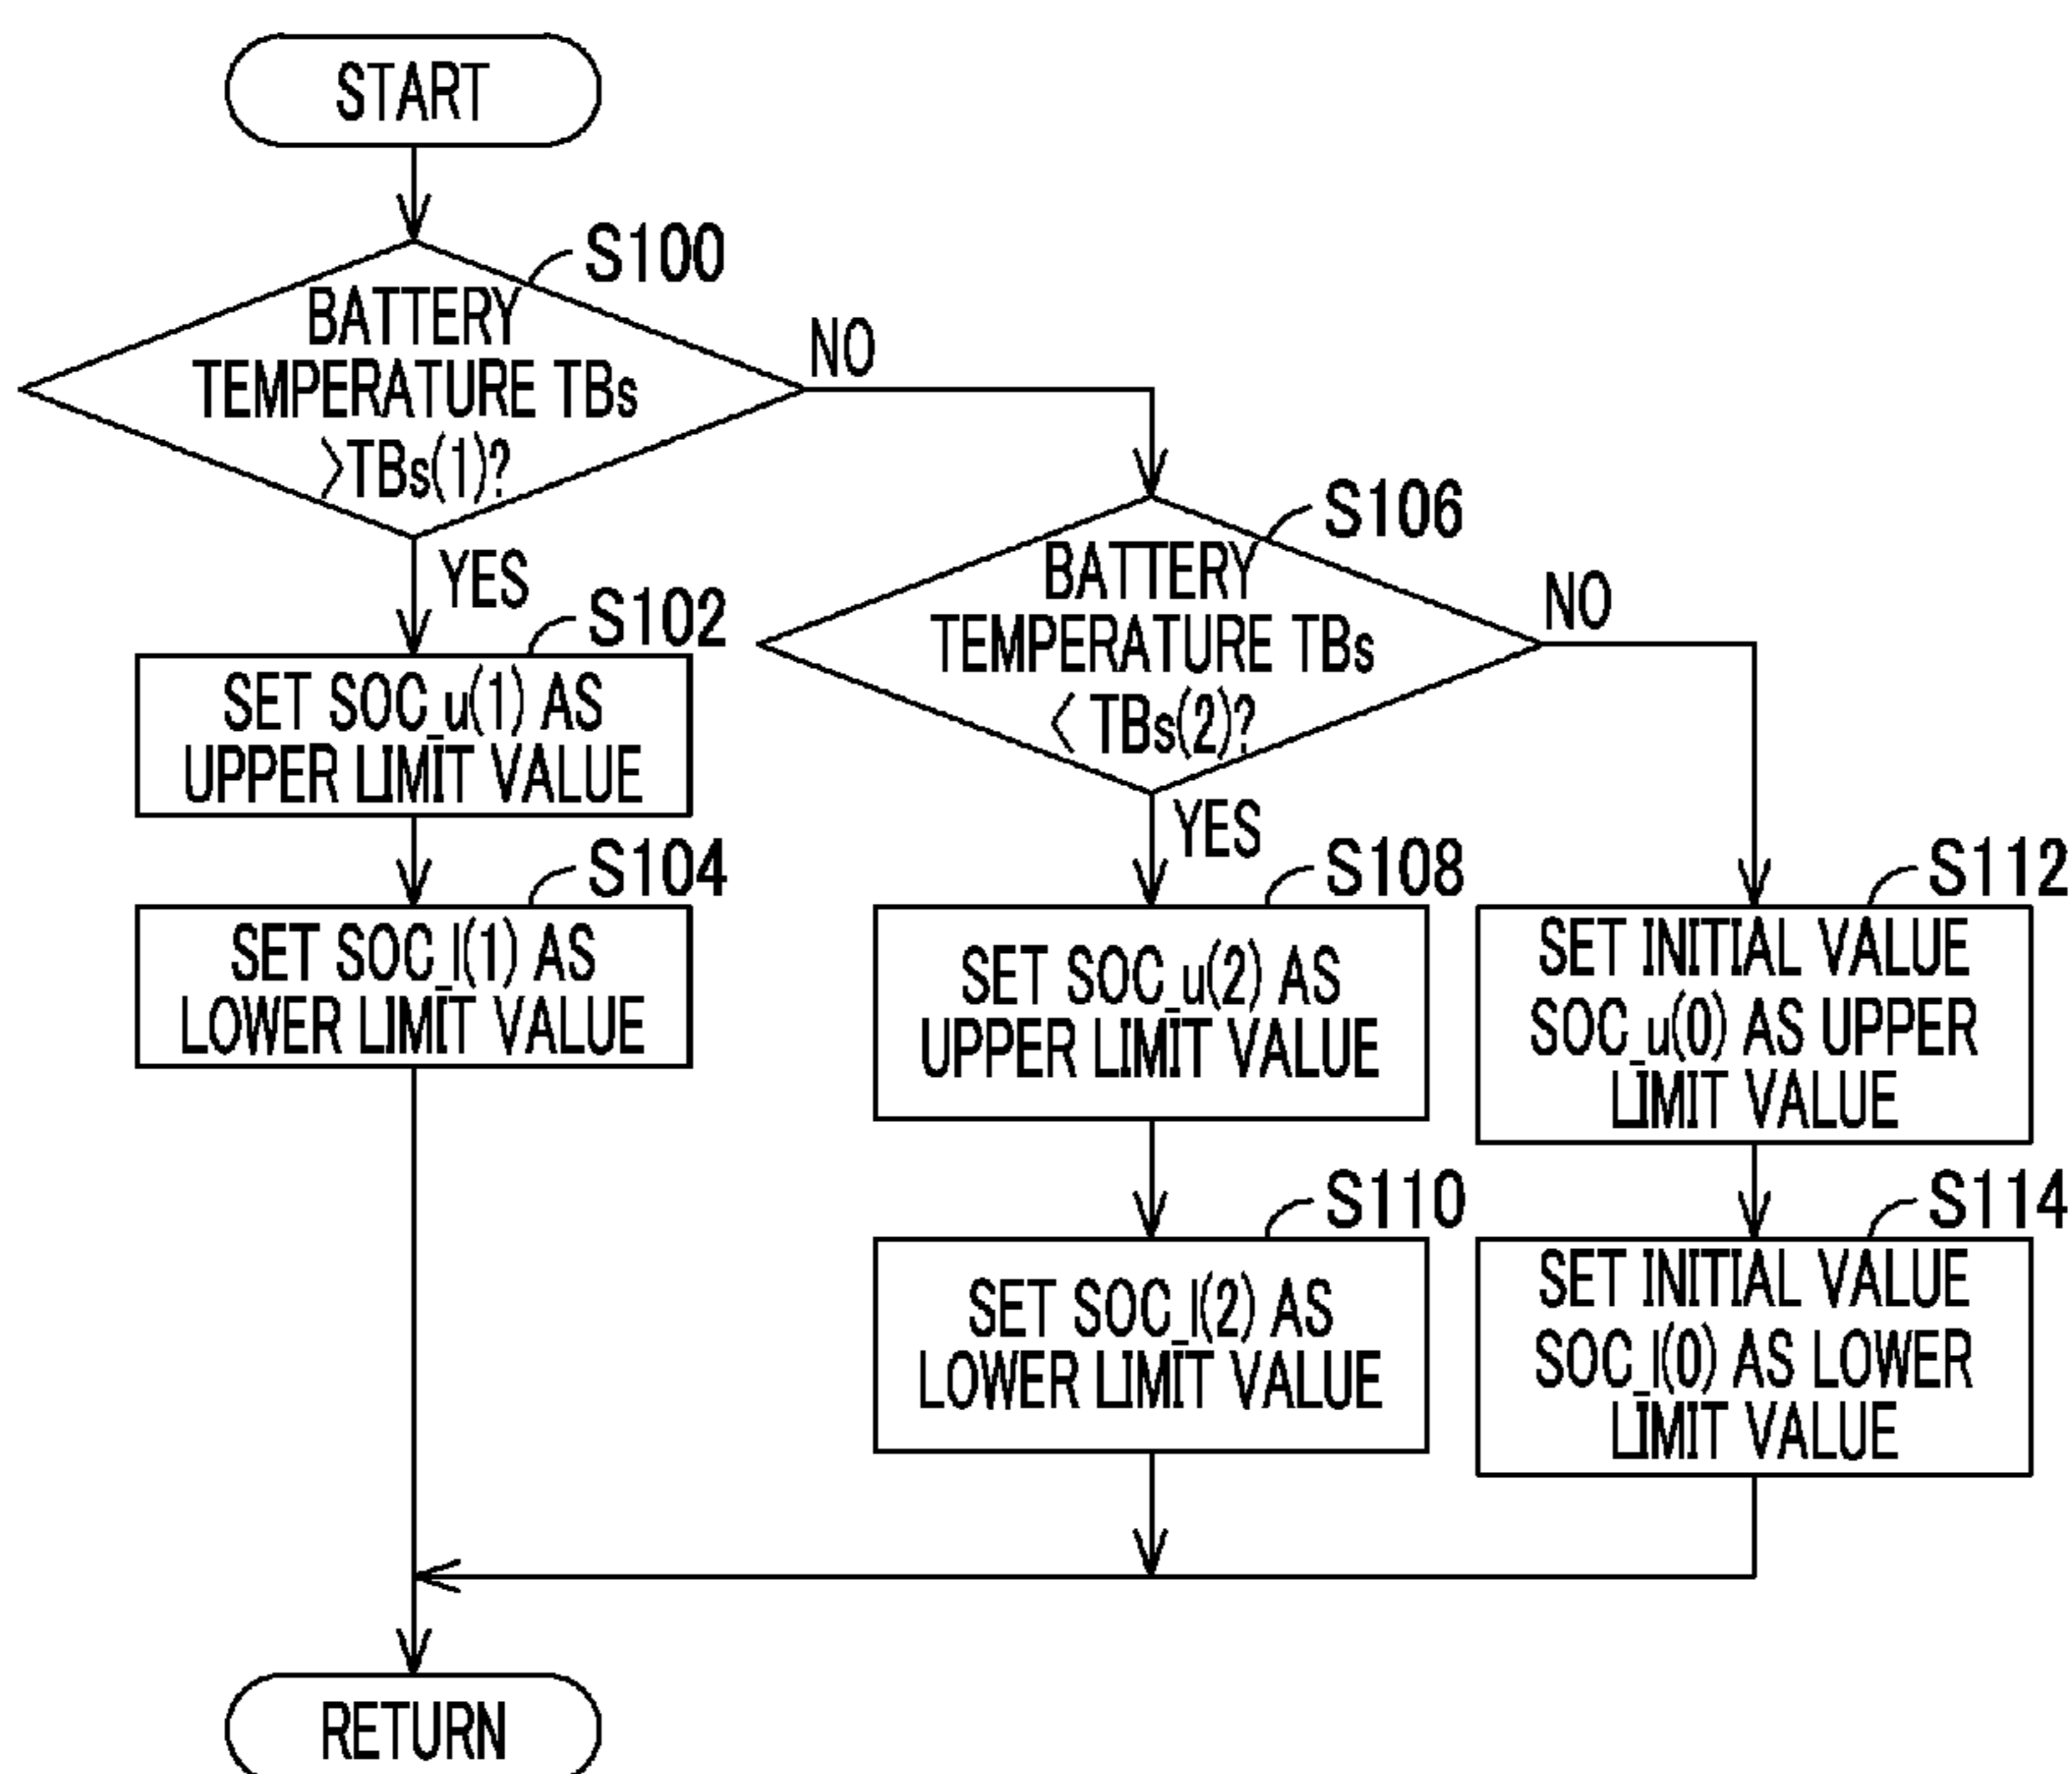 START
S100
BATTERY
TEMPERATURE TBs
>TBs(1)?
NO
YES
S102
SET SOC_u(1) AS
UPPER LIMIT VALUE
S104
SET SOC_l(1) AS
LOWER LIMIT VALUE
S106
BATTERY
TEMPERATURE TBs
< TBs(2)?
NO
YES
S108
SET SOC_u(2) AS
UPPER LIMIT VALUE
S110
SET SOC_l(2) AS
LOWER LIMIT VALUE
S112
SET INITIAL VALUE
SOC_u(0) AS UPPER
LIMIT VALUE
S114
SET INITIAL VALUE
SOC_l(0) AS LOWER
LIMIT VALUE
RETURN